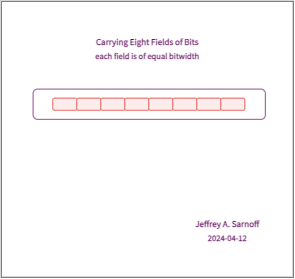 Carrying Eight Fields of Bits
each field is of equal bitwidth
Jeffrey A. Sarnoff
2024-04-12